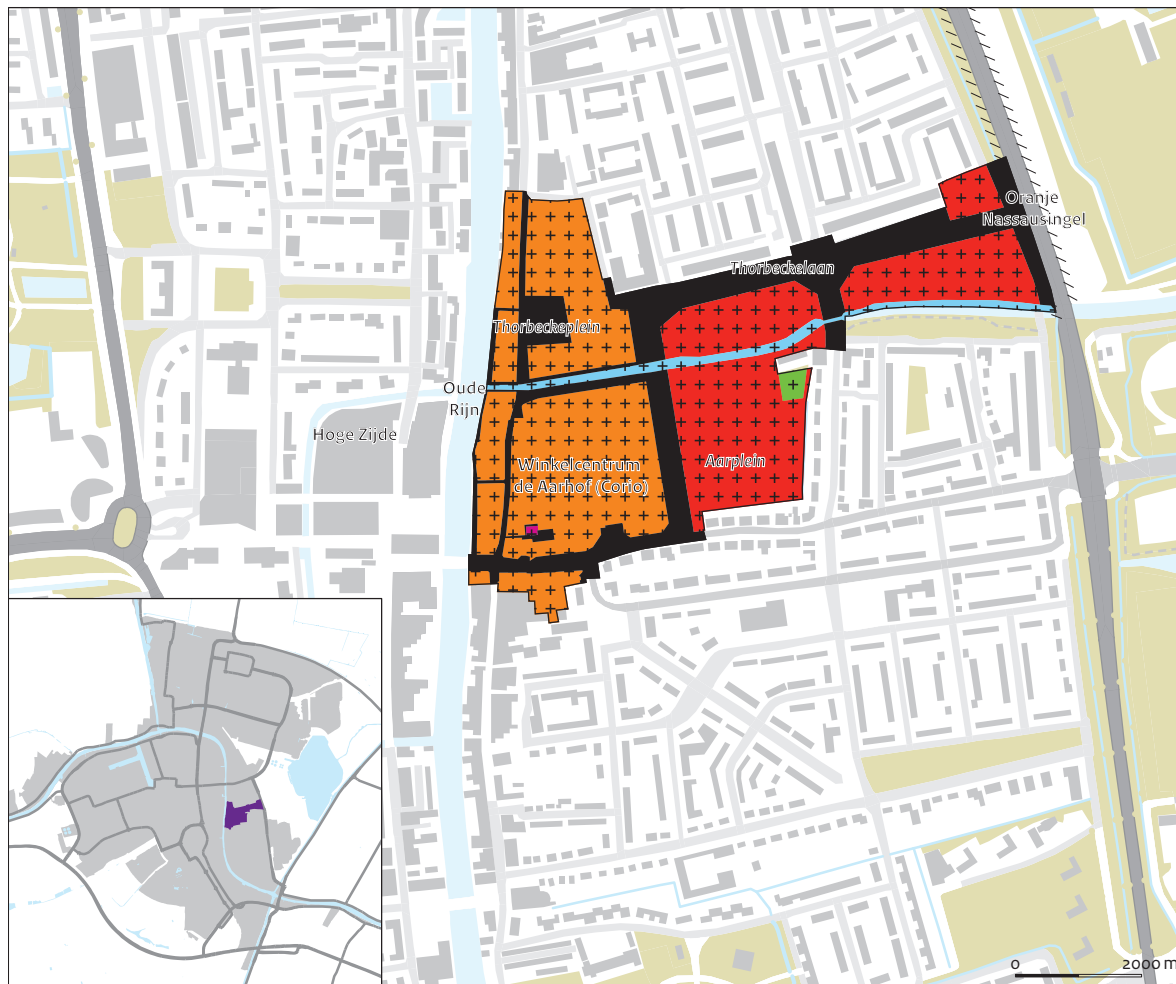 Oranje
Nassausingel
Thorbeckelaan
Thorbeckeplein
Oude
Rijn
Hoge Zijde
Winkelcentrum
de Aarhof (Corio)
Aarplein
0 2000 m